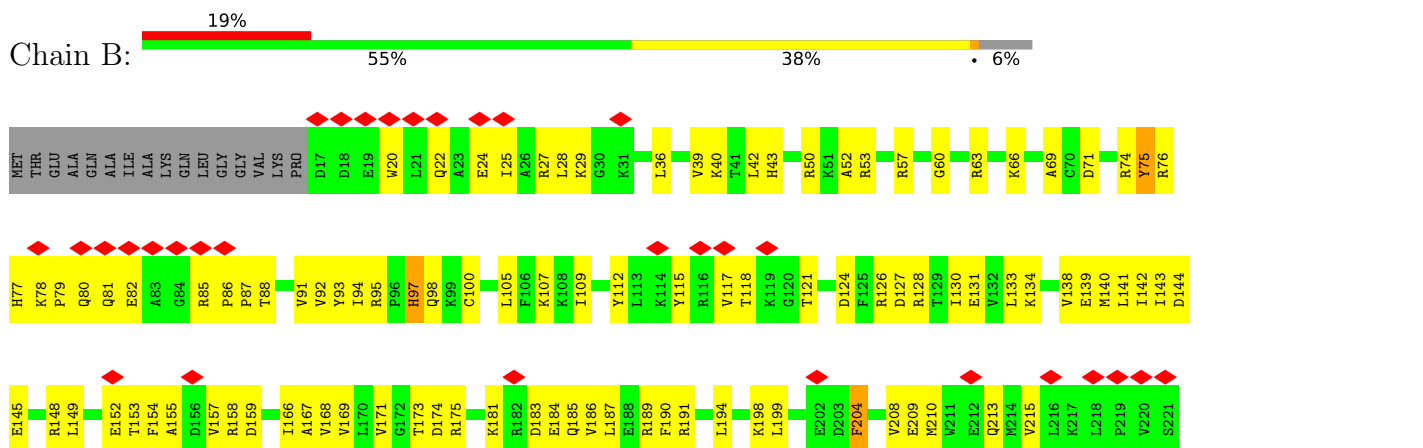 19%
Chain B:
55% 38% • 6%
MET THR GLU ALA GLN ALA ILE ALA LYS GLN LEU GLY GLY VAL LYS PRO D17 D18 E19 W20 L21 Q22 A23 E24 I25 A26 R27 L28 K29 G30 K31 L36 V39 K40 T41 L42 H43 R50 K51 A52 R53 R57 G60 R63 K66 A69 C70 D71 R74 Y75 R76
H77 K78 P79 Q80 Q81 E82 A83 G84 R85 P86 P87 T88 V91 V92 Y93 I94 R95 P96 H97 Q98 K99 C100 L105 F106 K107 K108 I109 Y112 L113 K114 Y115 R116 V117 T118 K119 G120 T121 D124 F125 R126 D127 R128 T129 I130 E131 V132 L133 K134 V138 E139 M140 L141 I142 I143 D144
E145 R148 L149 E152 T153 F154 A155 D156 V157 R158 D159 I166 A167 V168 V169 L170 V171 G172 T173 D174 R175 K181 R182 D183 E184 Q185 V186 L187 E188 R189 F190 R191 L194 K198 L199 E202 D203 F204 V208 E209 M210 W211 E212 Q213 M214 V215 L216 K217 L218 P219 V220 S221